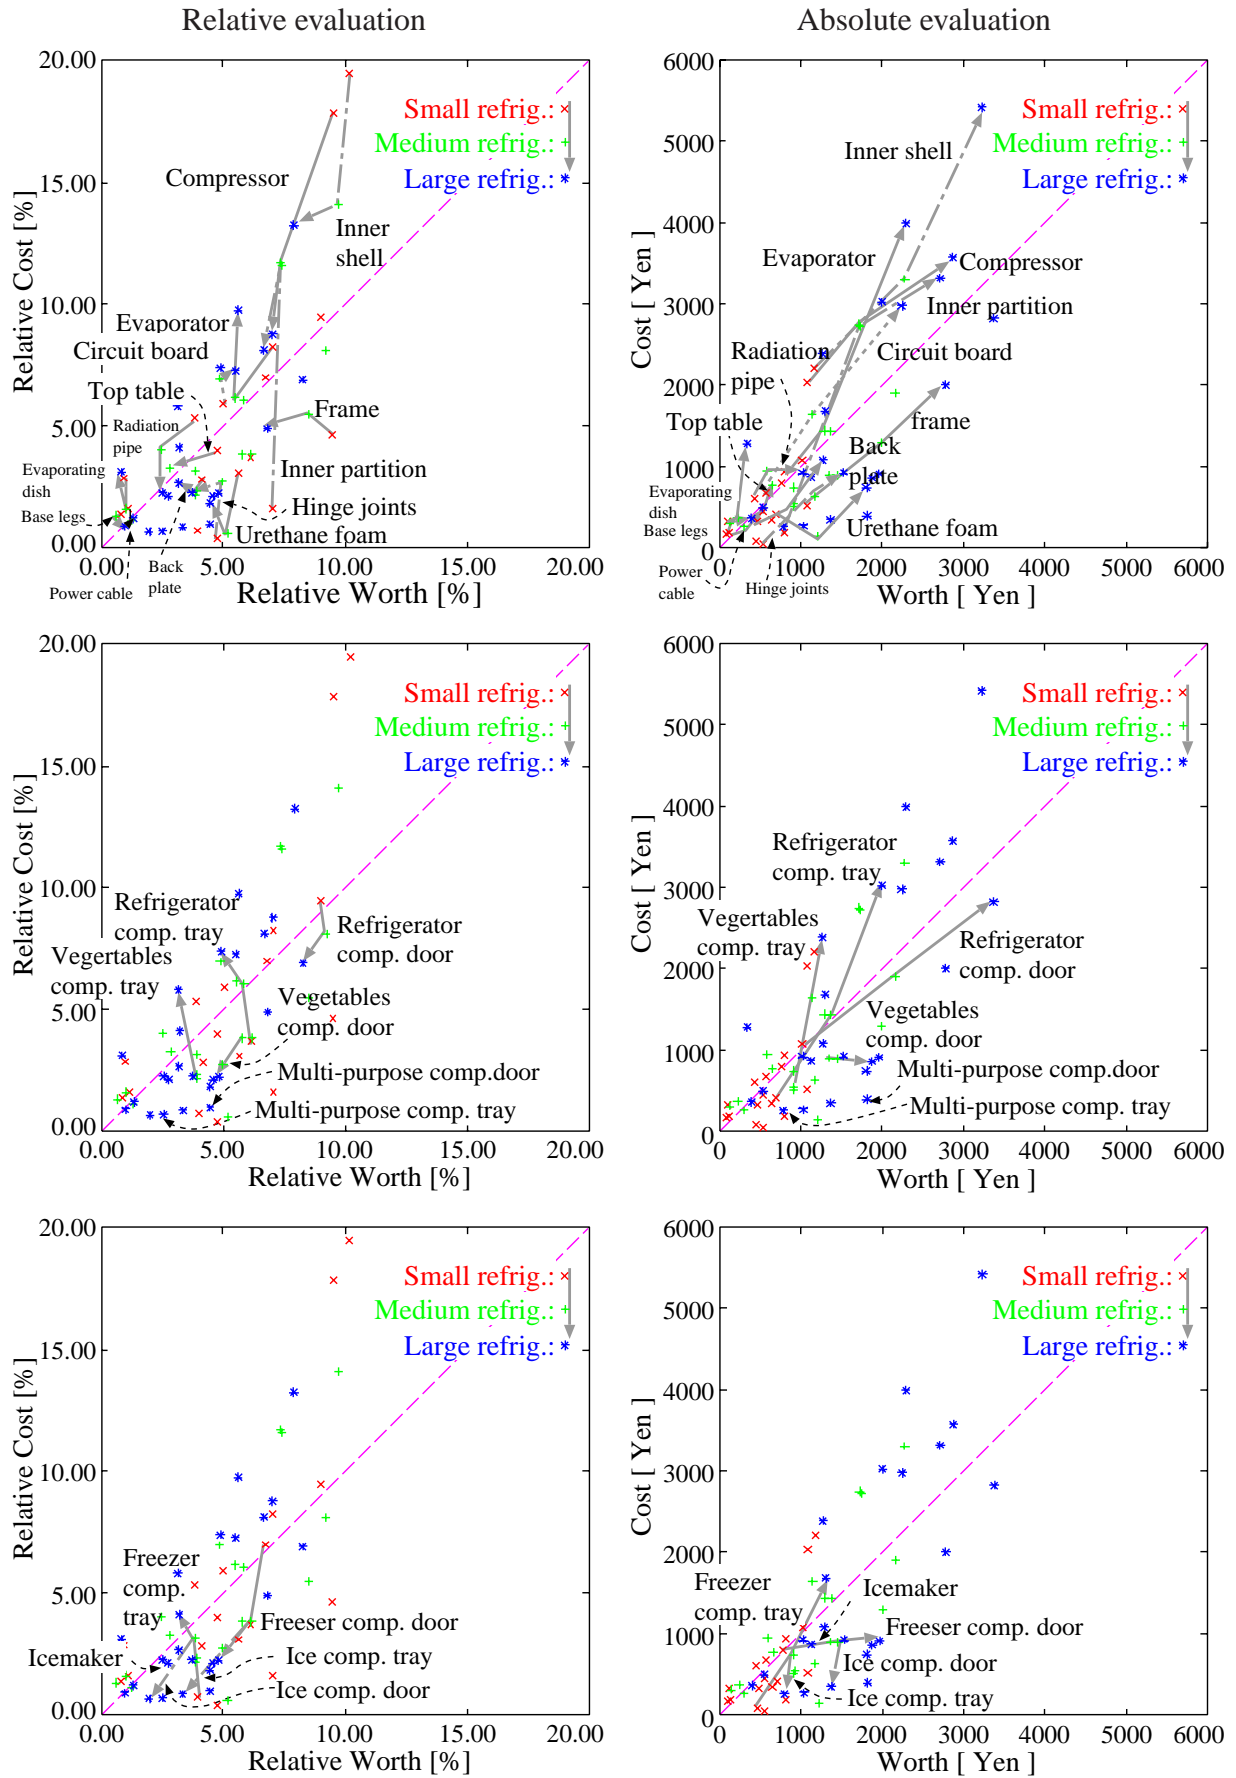 Relative evaluation
Absolute evaluation
20.00
15.00
10.00
5.00
0.00
Relative Cost [%]
Small refrig.:
Medium refrig.:
Large refrig.:
Compressor
Inner
shell
Evaporator
Circuit board
Top table
Radiation
pipe
Frame
Evaporating
dish
Inner partition
Base legs
Hinge joints
Urethane foam
Back
plate
Power cable
0.00 5.00 10.00 15.00 20.00
Relative Worth [%]
6000
5000
4000
3000
2000
1000
0
Cost [ Yen ]
Small refrig.:
Medium refrig.:
Large refrig.:
Inner shell
Evaporator
Compressor
Inner partition
Radiation
pipe
Circuit board
Top table
frame
Back
plate
Evaporating
dish
Base legs
Urethane foam
Power
cable
Hinge joints
0 1000 2000 3000 4000 5000 6000
Worth [ Yen ]
20.00
15.00
10.00
5.00
0.00
Relative Cost [%]
Small refrig.:
Medium refrig.:
Large refrig.:
Refrigerator
comp. tray
Vegertables
comp. tray
Refrigerator
comp. door
Vegetables
comp. door
Multi-purpose comp.door
Multi-purpose comp. tray
0.00 5.00 10.00 15.00 20.00
Relative Worth [%]
6000
5000
4000
3000
2000
1000
0
Cost [ Yen ]
Small refrig.:
Medium refrig.:
Large refrig.:
Refrigerator
comp. tray
Vegertables
comp. tray
Refrigerator
comp. door
Vegetables
comp. door
Multi-purpose comp.door
Multi-purpose comp. tray
0 1000 2000 3000 4000 5000 6000
Worth [ Yen ]
20.00
15.00
10.00
5.00
0.00
Relative Cost [%]
Small refrig.:
Medium refrig.:
Large refrig.:
Freezer
comp.
tray
Icemaker
Freeser comp. door
Ice comp. tray
Ice comp. door
0.00 5.00 10.00 15.00 20.00
Relative Worth [%]
6000
5000
4000
3000
2000
1000
0
Cost [ Yen ]
Small refrig.:
Medium refrig.:
Large refrig.:
Freezer
comp. tray
Icemaker
Freeser comp. door
Ice comp. door
Ice comp. tray
0 1000 2000 3000 4000 5000 6000
Worth [ Yen ]